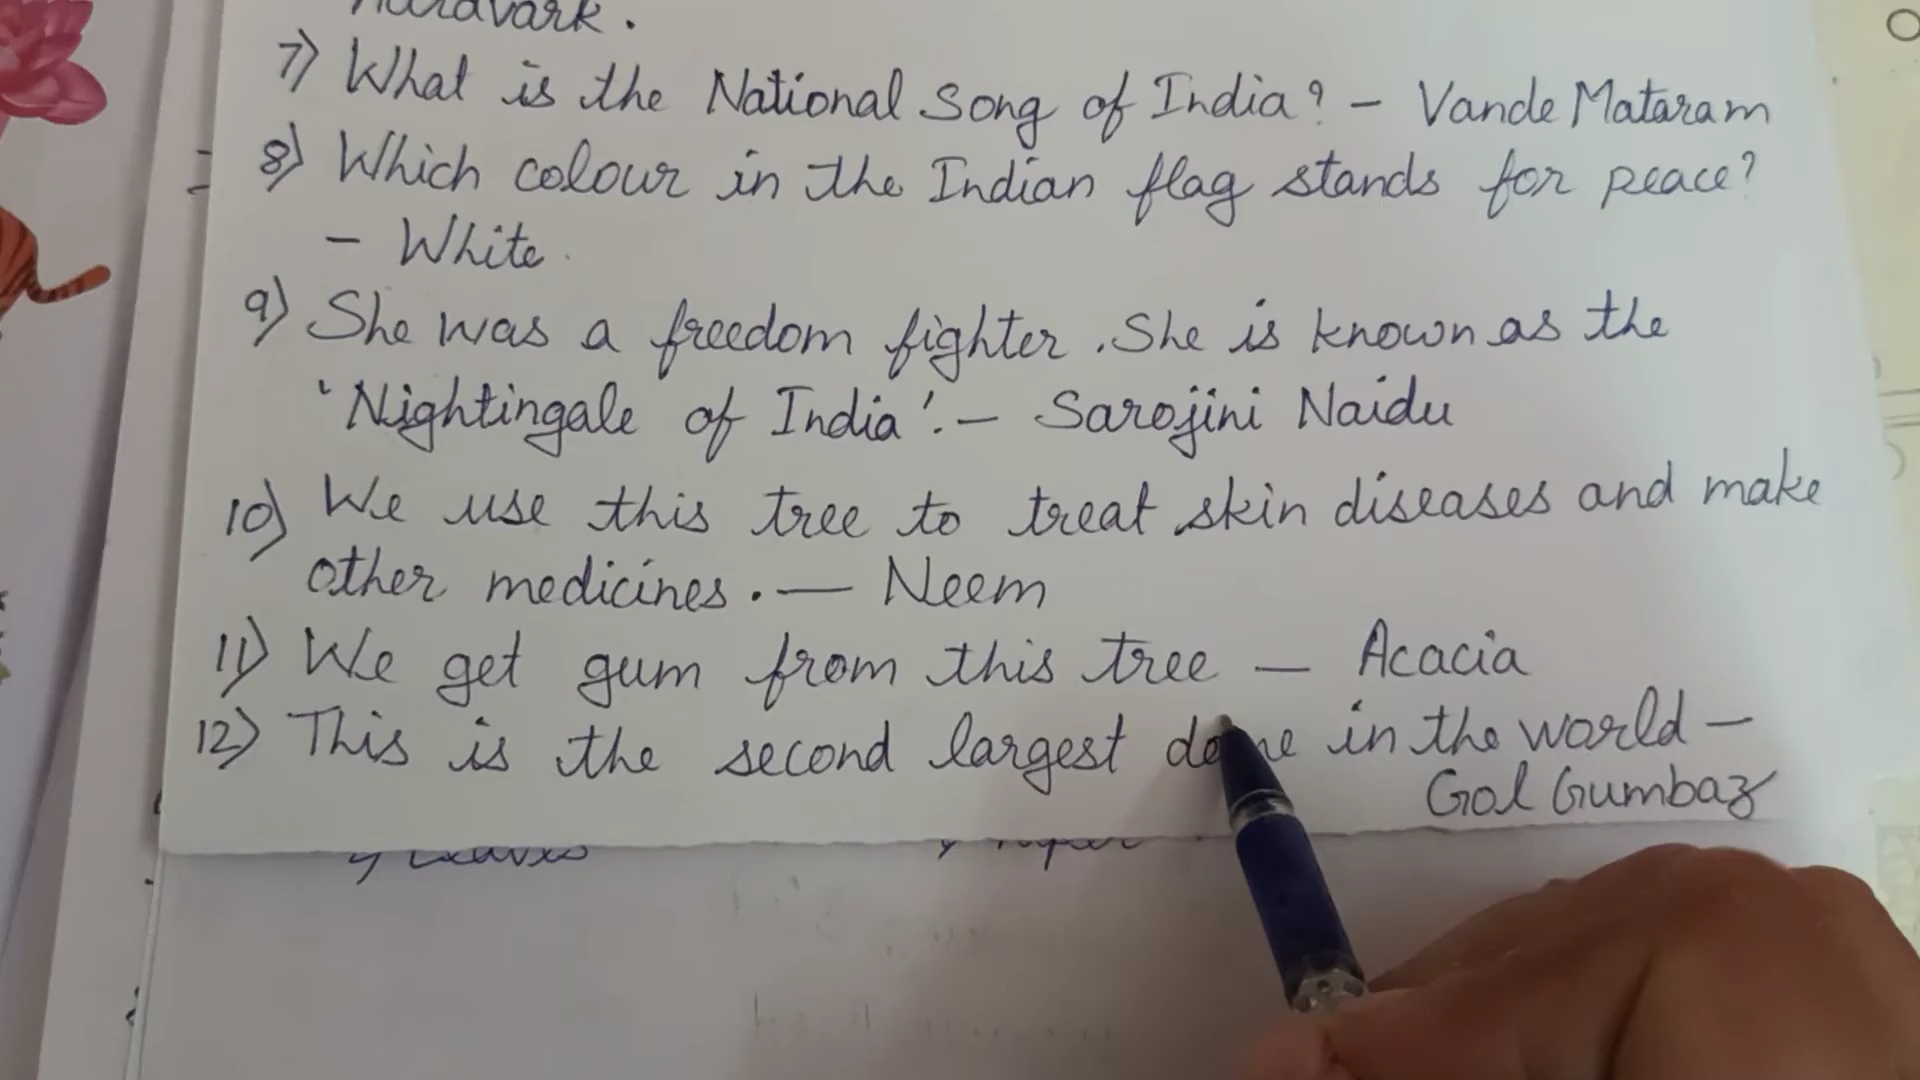 Aardvark.
7) What is the National Song of India? - Vande Mataram
8) Which colour in the Indian flag stands for peace?
- White.
9) She was a freedom fighter. She is known as the
'Nightingale of India'. - Sarojini Naidu
10) We use this tree to treat skin diseases and make
other medicines. — Neem
11) We get gum from this tree — Acacia
12) This is the second largest dome in the world —
Gol Gumbaz